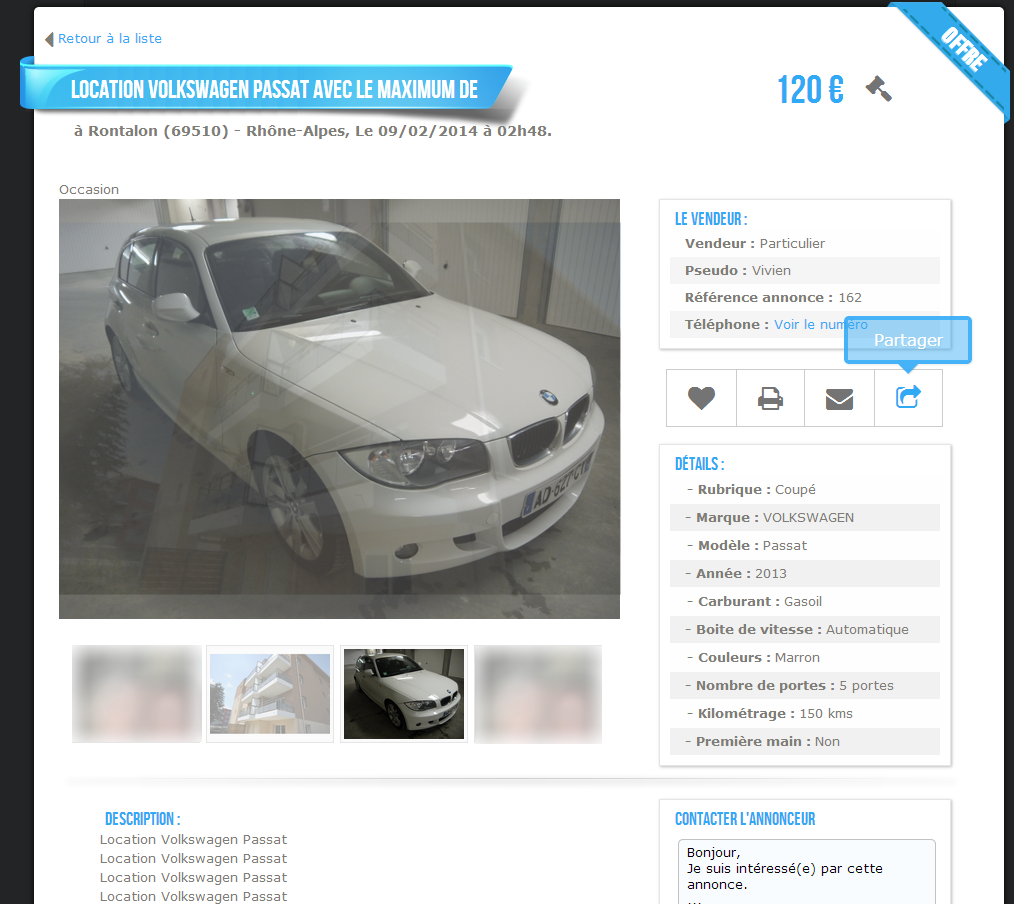 Retour à la liste
OFFRE
LOCATION VOLKSWAGEN PASSAT AVEC LE MAXIMUM DE
120 €
à Rontalon (69510) - Rhône-Alpes, Le 09/02/2014 à 02h48.
Occasion
LE VENDEUR :
Vendeur : Particulier
Pseudo : Vivien
Référence annonce : 162
Téléphone : Voir le numéro
Partager
DÉTAILS :
- Rubrique : Coupé
- Marque : VOLKSWAGEN
- Modèle : Passat
- Année : 2013
- Carburant : Gasoil
- Boite de vitesse : Automatique
- Couleurs : Marron
- Nombre de portes : 5 portes
- Kilométrage : 150 kms
- Première main : Non
DESCRIPTION :
Location Volkswagen Passat
Location Volkswagen Passat
Location Volkswagen Passat
Location Volkswagen Passat
CONTACTER L'ANNONCEUR
Bonjour,
Je suis intéressé(e) par cette
annonce.